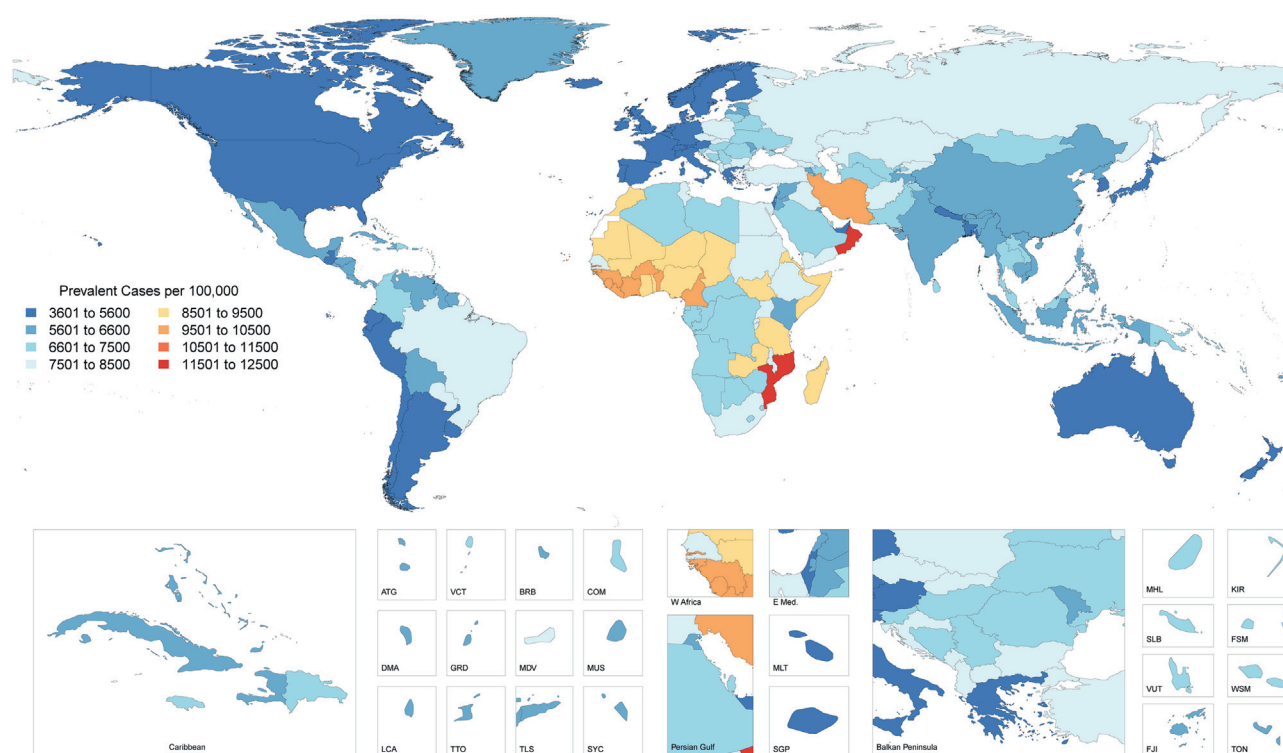 Prevalent Cases per 100,000
3601 to 5600
8501 to 9500
5601 to 6600
9501 to 10500
6601 to 7500
10501 to 11500
7501 to 8500
11501 to 12500
ATG
VCT
BRB
COM
W Africa
E Med.
MHL
KIR
DMA
GRD
MDV
MUS
MLT
SLB
FSM
VUT
WSM
Caribbean
LCA
TTO
TLS
SYC
Persian Gulf
SGP
Balkan Peninsula
FJI
TON